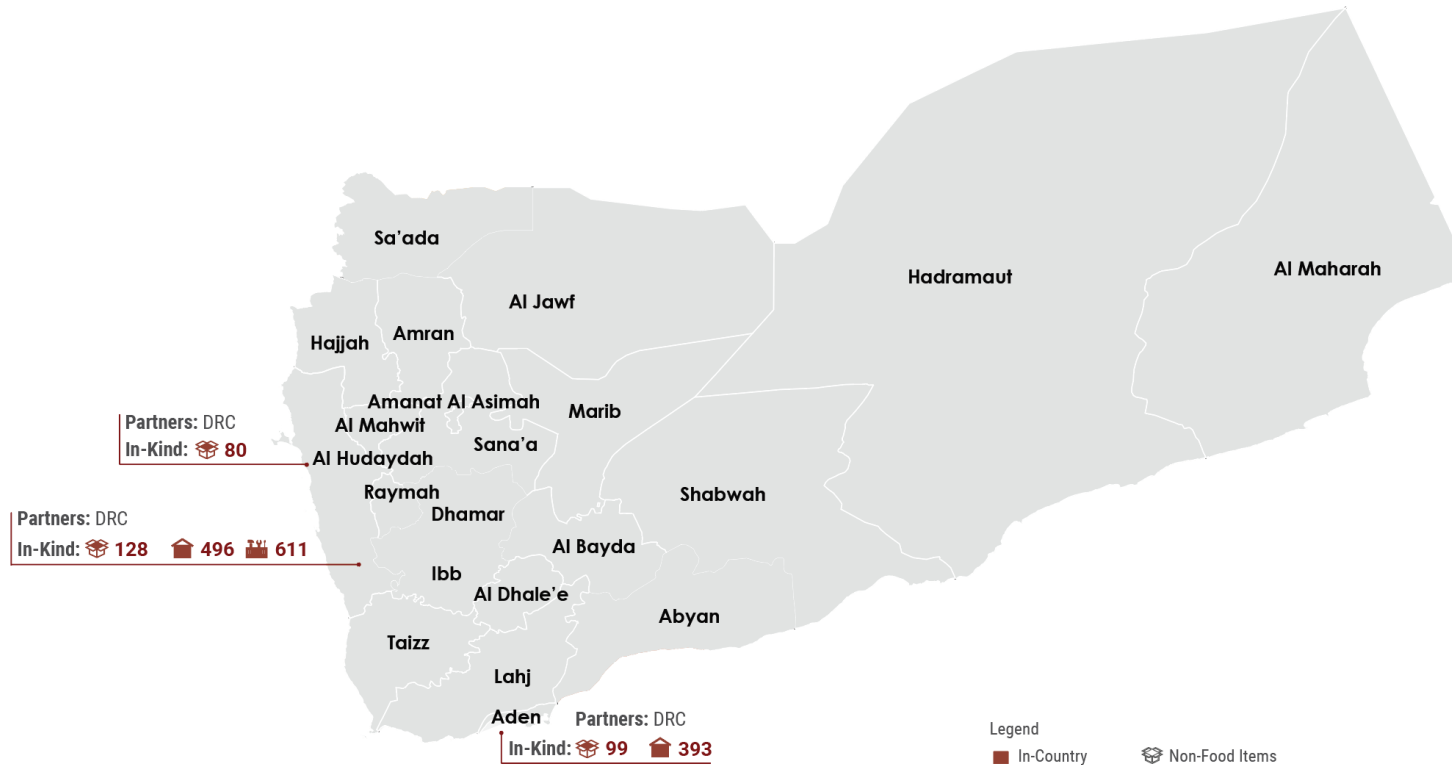 Sa’ada
Hadramaut
Al Maharah
Al Jawf
Hajjah
Amran
Amanat Al Asimah
Marib
Al Mahwit
Sana’a
Partners: DRC
In-Kind: 80
Al Hudaydah
Raymah
Dhamar
Shabwah
Partners: DRC
In-Kind: 128 496 611
Al Bayda
Ibb
Al Dhale’e
Abyan
Taizz
Lahj
Aden
Partners: DRC
In-Kind: 99 393
Legend
In-Country
Non-Food Items